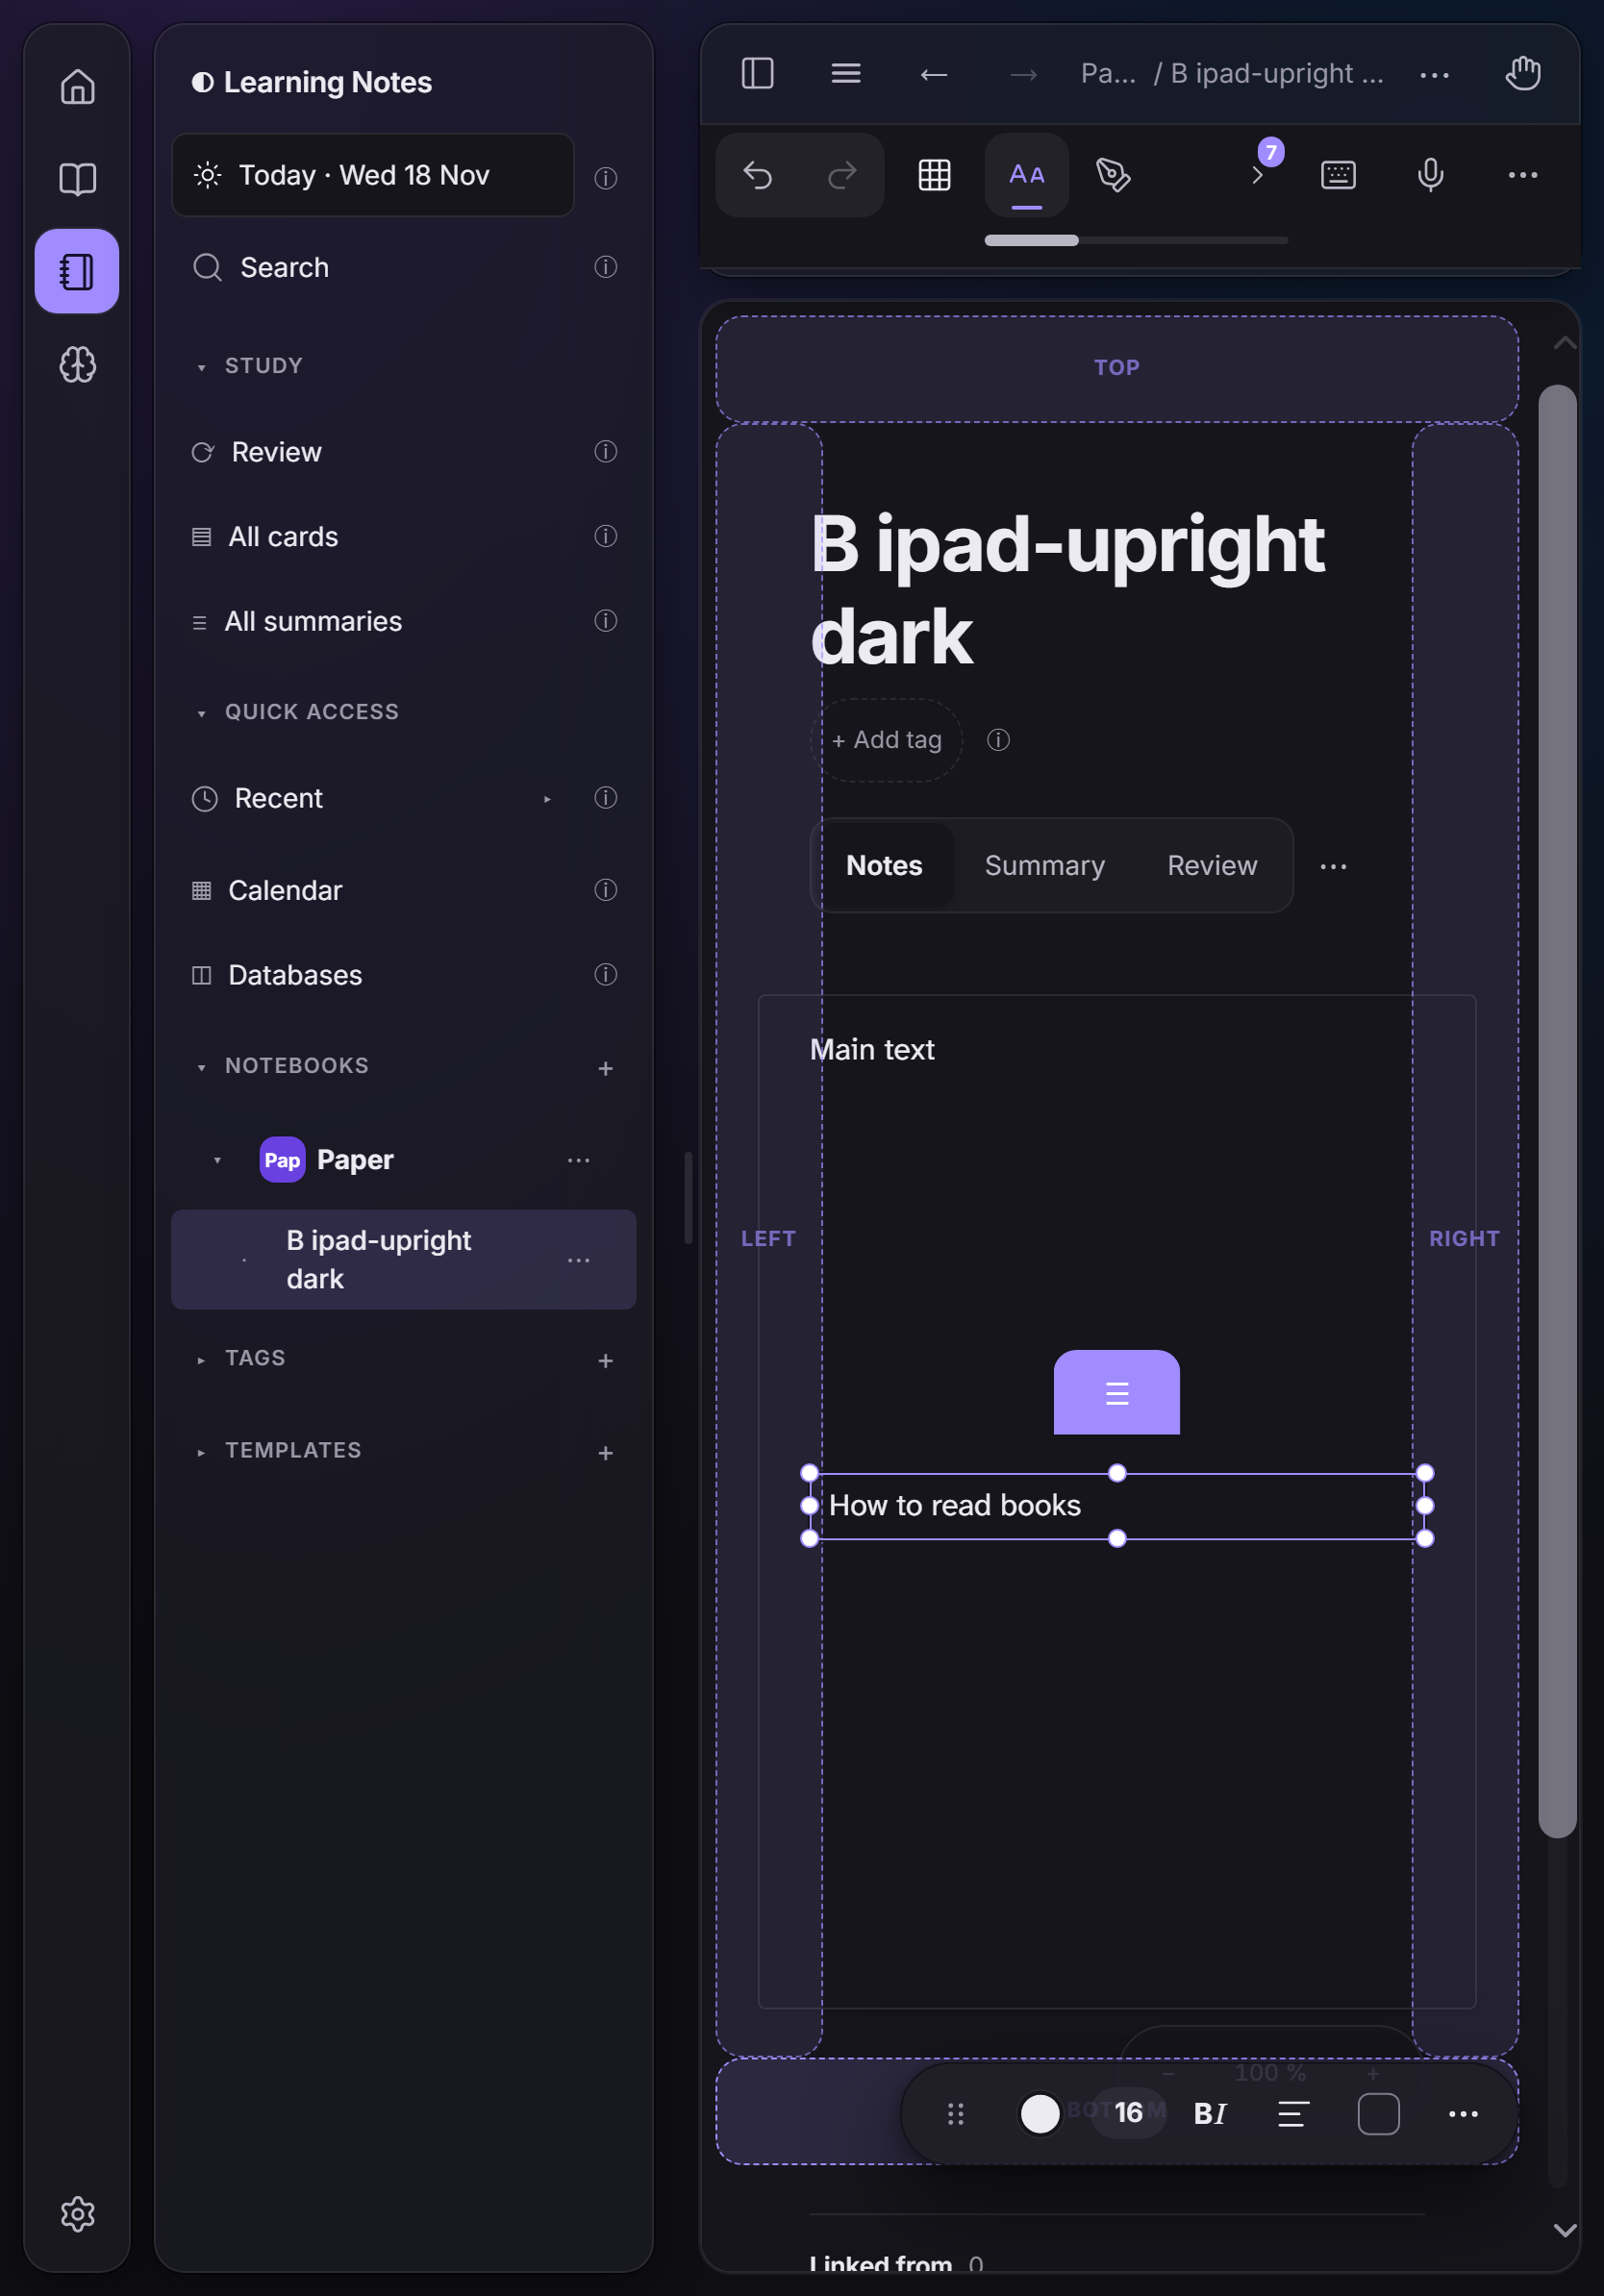 Learning Notes
Today · Wed 18 Nov
Search
STUDY
Review
All cards
All summaries
QUICK ACCESS
Recent
Calendar
Databases
NOTEBOOKS
Pap Paper
B ipad-upright
dark
TAGS
TEMPLATES
Pa... / B ipad-upright ...
AA
7
TOP
B ipad-upright
dark
+ Add tag
Notes Summary Review
Main text
LEFT
RIGHT
How to read books
− 100 % +
BOTTOM
16 BI
Linked from 0